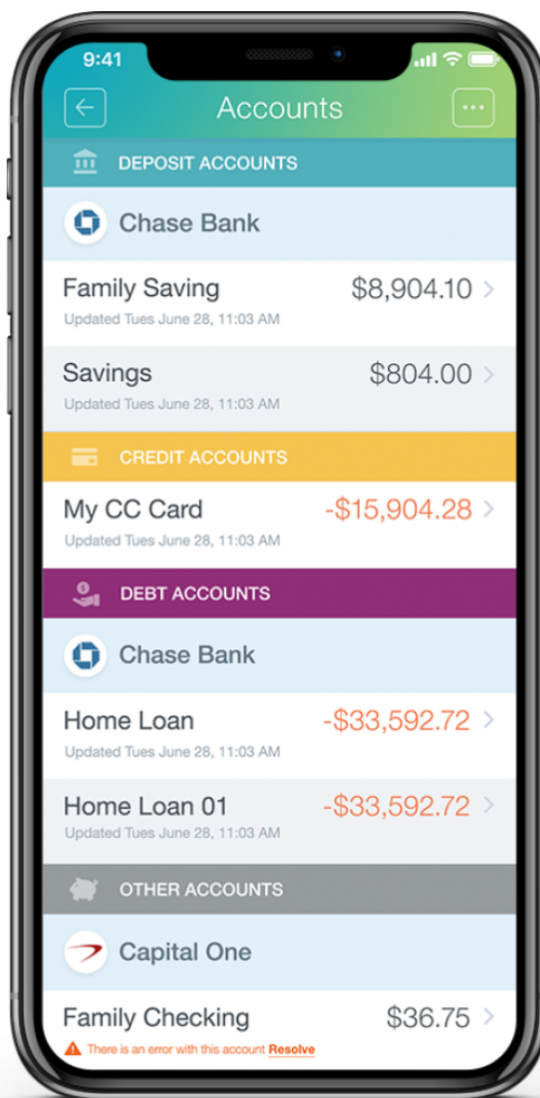 9:41
Accounts
DEPOSIT ACCOUNTS
Chase Bank
Family Saving $8,904.10
Updated Tues June 28, 11:03 AM
Savings $804.00
Updated Tues June 28, 11:03 AM
CREDIT ACCOUNTS
My CC Card -$15,904.28
Updated Tues June 28, 11:03 AM
DEBT ACCOUNTS
Chase Bank
Home Loan -$33,592.72
Updated Tues June 28, 11:03 AM
Home Loan 01 -$33,592.72
Updated Tues June 28, 11:03 AM
OTHER ACCOUNTS
Capital One
Family Checking $36.75
There is an error with this account Resolve